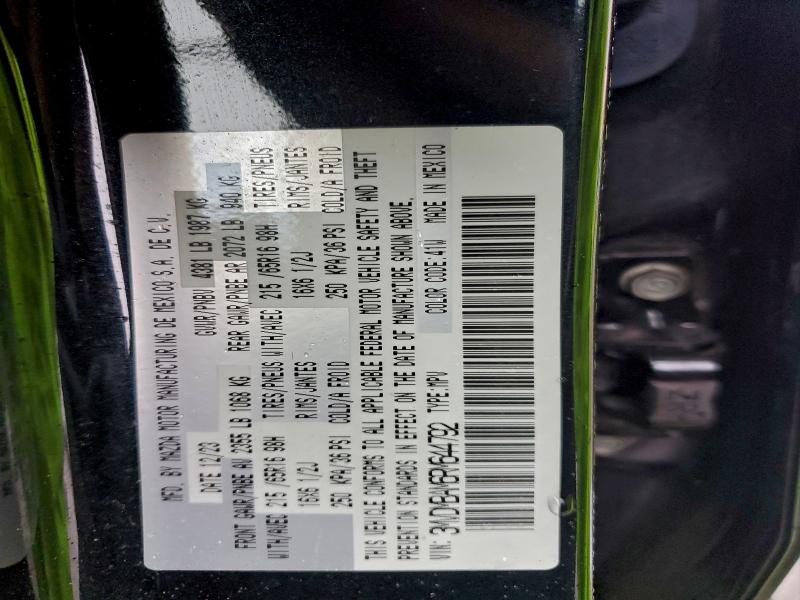 MFD. BY MAZDA MOTOR MANUFACTURING DE MEXICO S.A. DE C.V.
DATE 12/23 GVWR/PNBV 4381 LB 1987 KG
FRONT GAWR/PNBE AV 2355 LB 1068 KG REAR GAWR/PNBE AR 2072 LB 940 KG
WITH/AVEC TIRES/PNEUS WITH/AVEC TIRES/PNEUS
215 /65R16 98H 215 /65R16 98H
16X6 1/2J RIMS/JANTES 16X6 1/2J RIMS/JANTES
250 KPA/36 PSI COLD/A FROID 250 KPA/36 PSI COLD/A FROID
THIS VEHICLE CONFORMS TO ALL APPLICABLE FEDERAL MOTOR VEHICLE SAFETY AND THEFT
PREVENTION STANDARDS IN EFFECT ON THE DATE OF MANUFACTURE SHOWN ABOVE.
VIN: TYPE:MPV COLOR CODE:41W MADE IN MEXICO